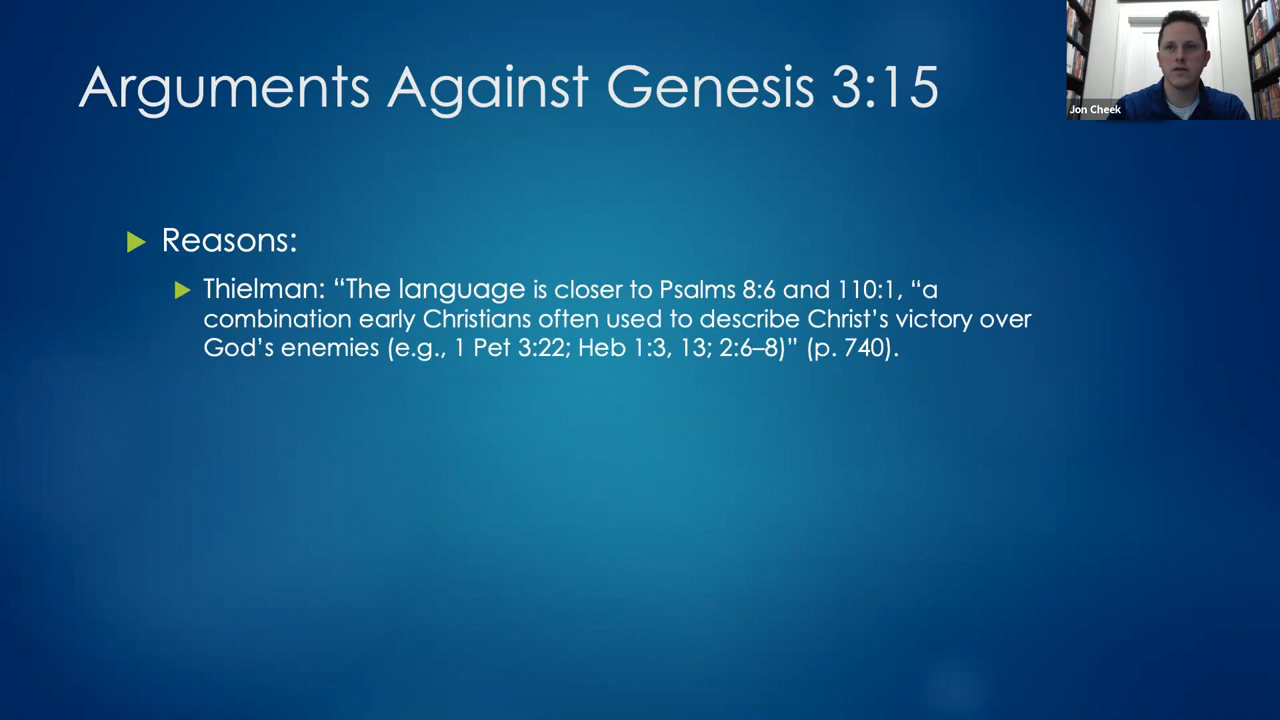 Arguments Against Genesis 3:15
Jon Cheek
Reasons:
Thielman: “The language is closer to Psalms 8:6 and 110:1, “a
combination early Christians often used to describe Christ’s victory over
God’s enemies (e.g., 1 Pet 3:22; Heb 1:3, 13; 2:6–8)” (p. 740).